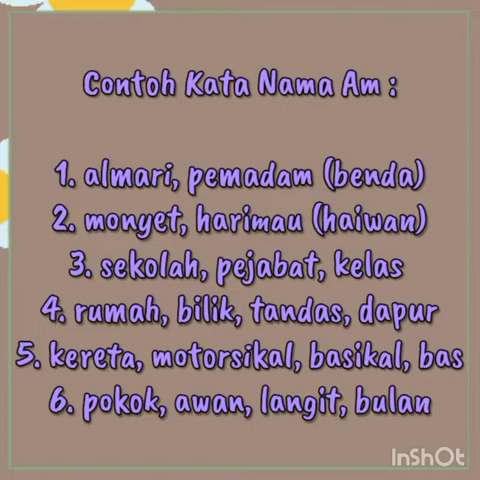 Contoh Kata Nama Am :
1. almari, pemadam (benda)
2. monyet, harimau (haiwan)
3. sekolah, pejabat, kelas
4. rumah, bilik, tandas, dapur
5. kereta, motorsikal, basikal, bas
6. pokok, awan, langit, bulan
InShOt